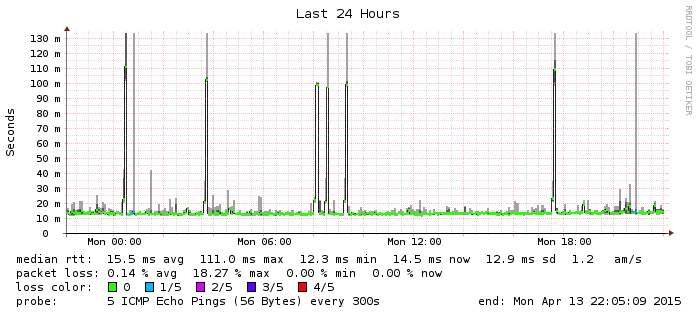 Last 24 Hours
RRDTOOL / TOBI OETIKER
Seconds
130 m
120 m
110 m
100 m
90 m
80 m
70 m
60 m
50 m
40 m
30 m
20 m
10 m
0
Mon 00:00 Mon 06:00 Mon 12:00 Mon 18:00
median rtt: 15.5 ms avg 111.0 ms max 12.3 ms min 14.5 ms now 12.9 ms sd 1.2 am/s
packet loss: 0.14 % avg 18.27 % max 0.00 % min 0.00 % now
loss color: 0 1/5 2/5 3/5 4/5
probe: 5 ICMP Echo Pings (56 Bytes) every 300s end: Mon Apr 13 22:05:09 2015